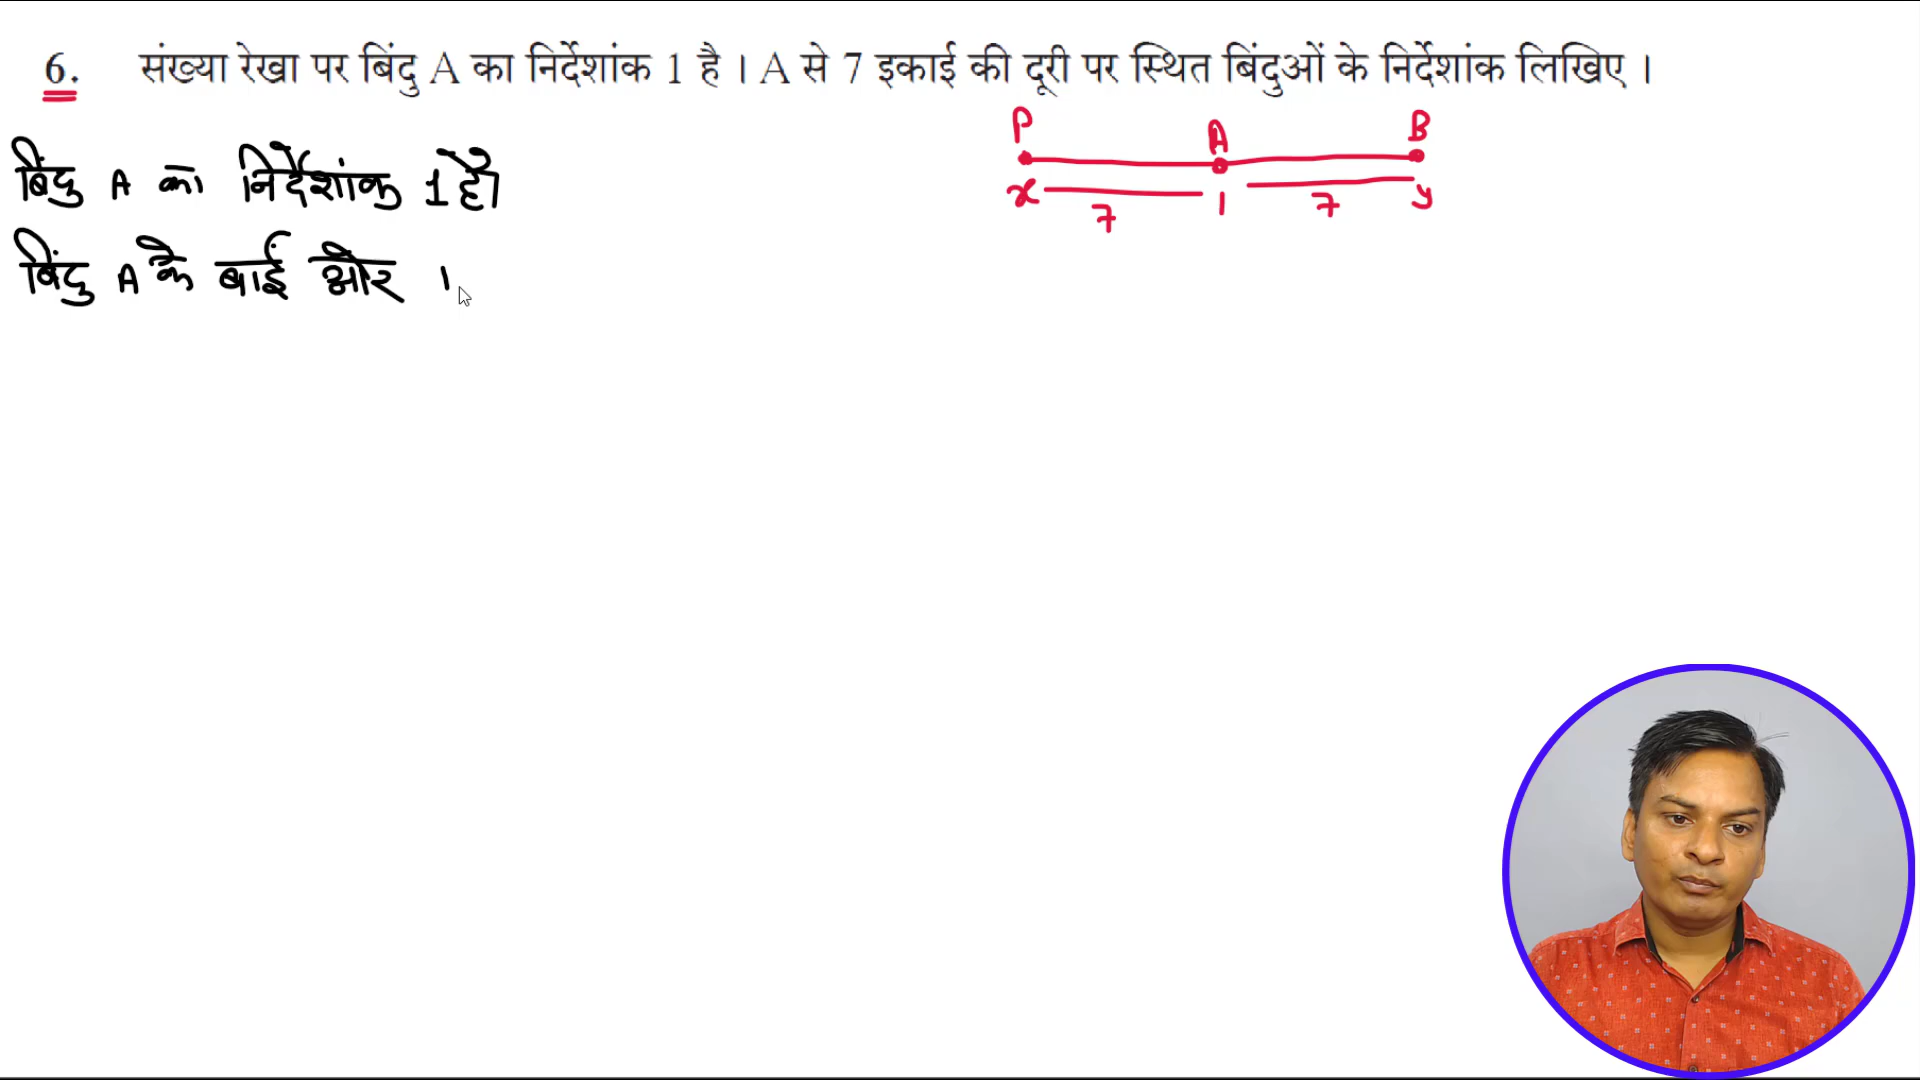 6. संख्या रेखा पर बिंदु A का निर्देशांक 1 है । A से 7 इकाई की दूरी पर स्थित बिंदुओं के निर्देशांक लिखिए ।
P A B
x 7 1 7 y
बिंदु A का निर्देशांक 1 है।
बिंदु A के बाईं ओर ।